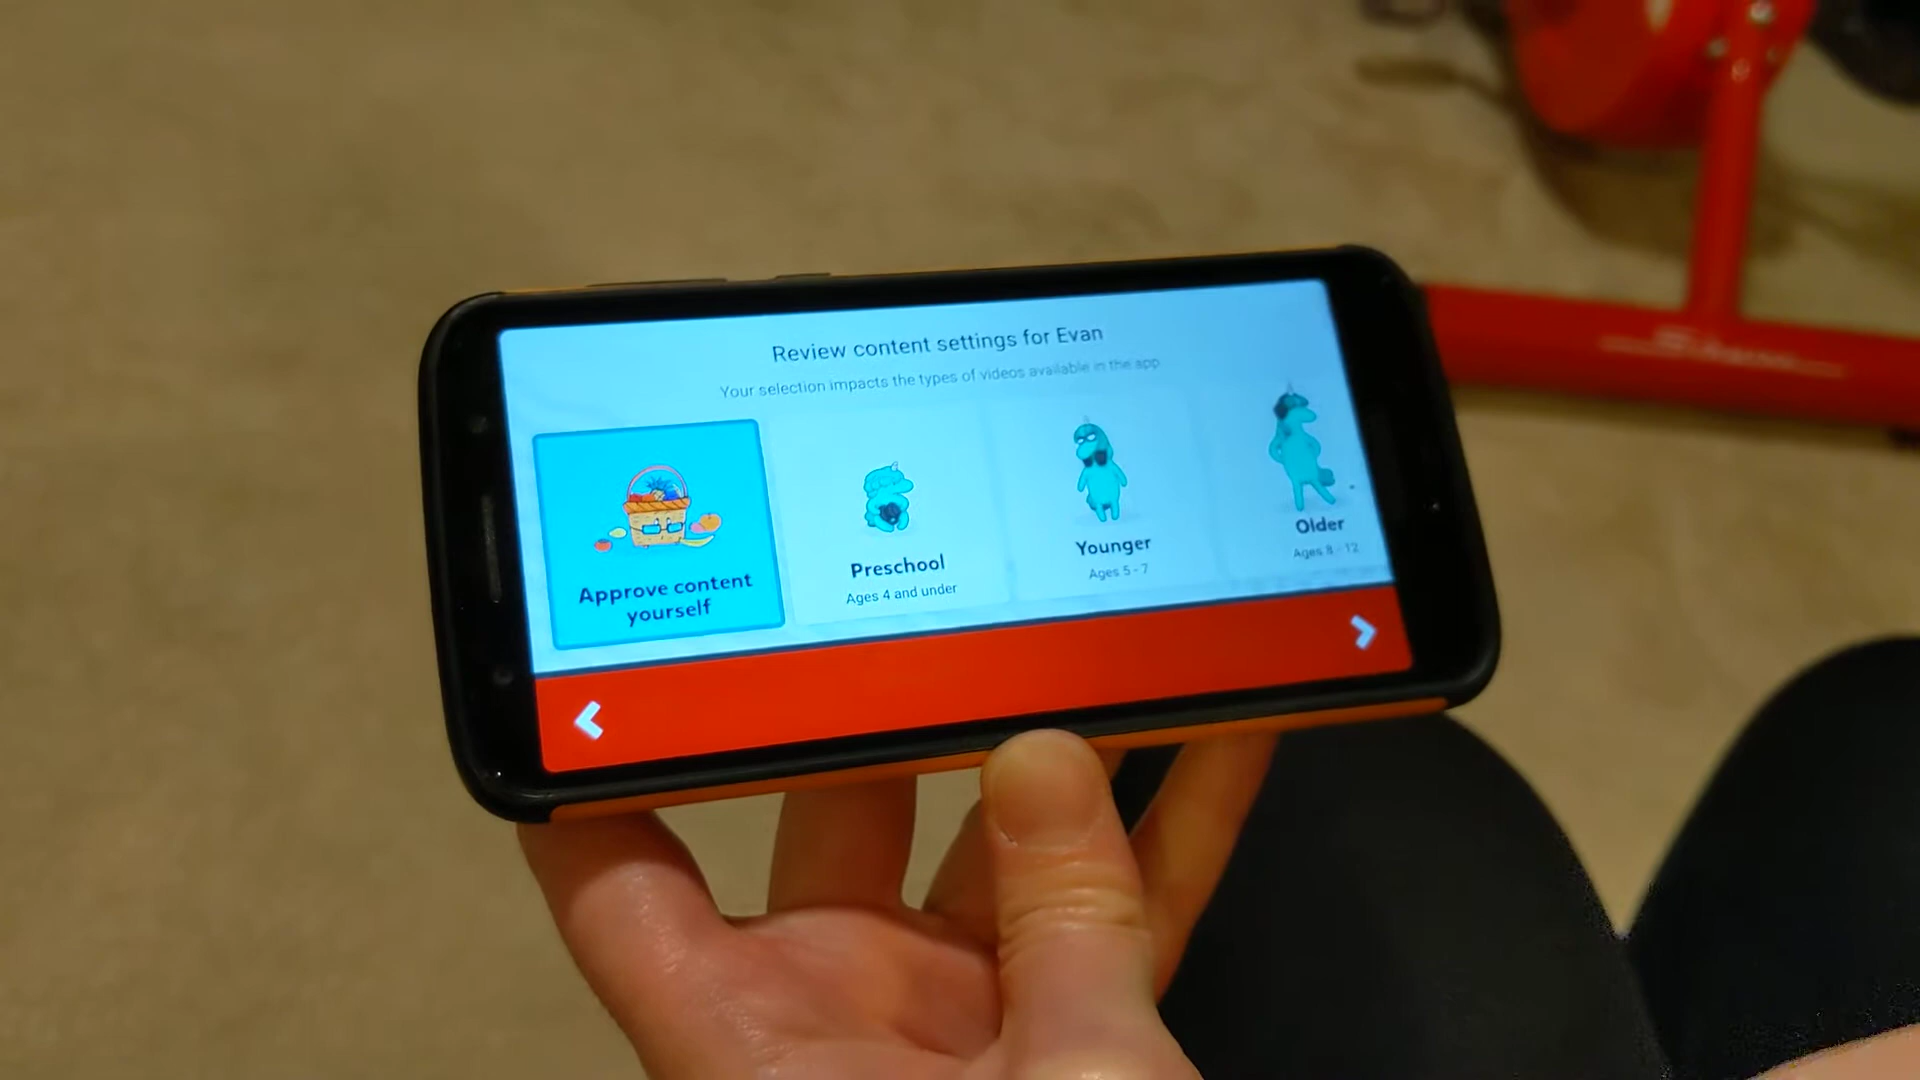 Review content settings for Evan
Your selection impacts the types of videos available in the app
Approve content
yourself
Preschool
Ages 4 and under
Younger
Ages 5 - 7
Older
Ages 8 - 12